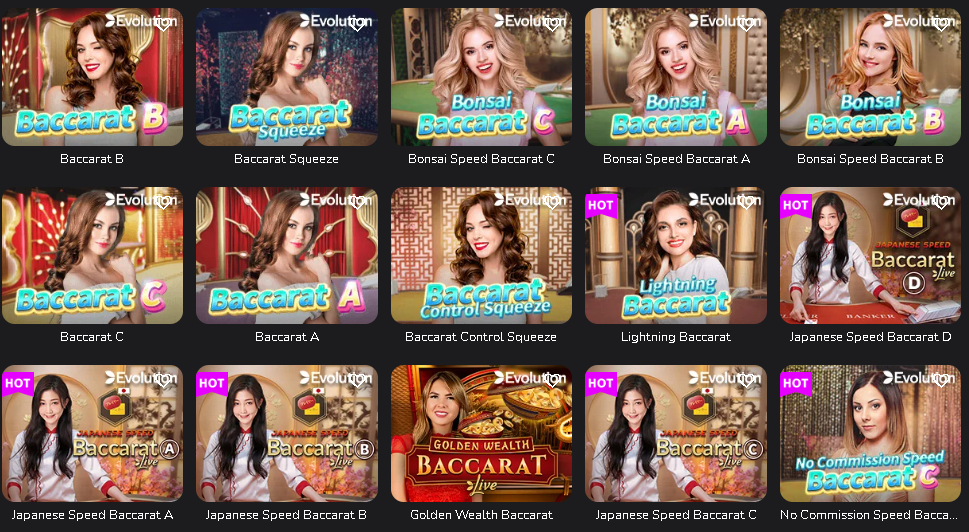 Evolution
Baccarat B
Baccarat B
Evolution
Baccarat
Squeeze
Baccarat Squeeze
Evolution
Bonsai
Baccarat C
Bonsai Speed Baccarat C
Evolution
Bonsai
Baccarat A
Bonsai Speed Baccarat A
Evolution
Bonsai
Baccarat B
Bonsai Speed Baccarat B
Evolution
Baccarat C
Baccarat C
Evolution
Baccarat A
Baccarat A
Evolution
Baccarat
Control Squeeze
Baccarat Control Squeeze
HOT
Evolution
Lightning
Baccarat
Lightning Baccarat
HOT
Evolution
JAPANESE SPEED
Baccarat
live
D
BANKER
Japanese Speed Baccarat D
HOT
Evolution
JAPANESE SPEED
Baccarat A
live
Japanese Speed Baccarat A
HOT
Evolution
JAPANESE SPEED
Baccarat B
live
Japanese Speed Baccarat B
Evolution
GOLDEN WEALTH
BACCARAT
live
Golden Wealth Baccarat
HOT
Evolution
JAPANESE SPEED
Baccarat C
live
Japanese Speed Baccarat C
HOT
Evolution
No Commission Speed
Baccarat C
No Commission Speed Bacca...